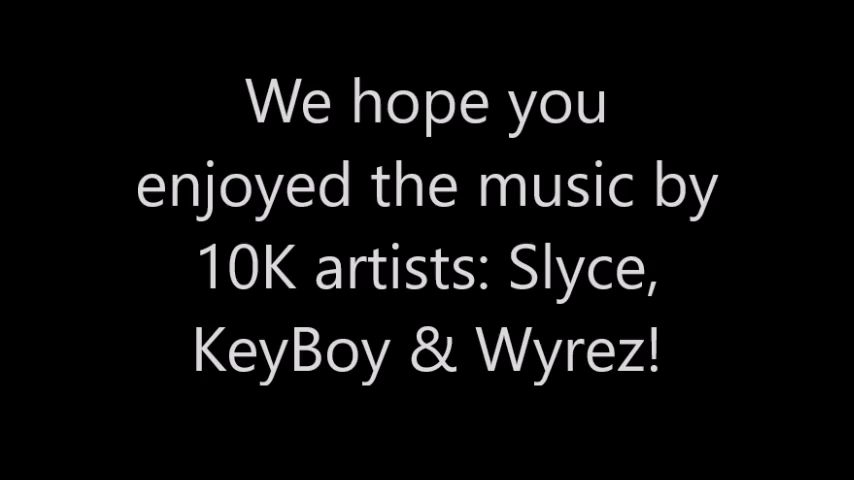 We hope you
enjoyed the music by
10K artists: Slyce,
KeyBoy & Wyrez!